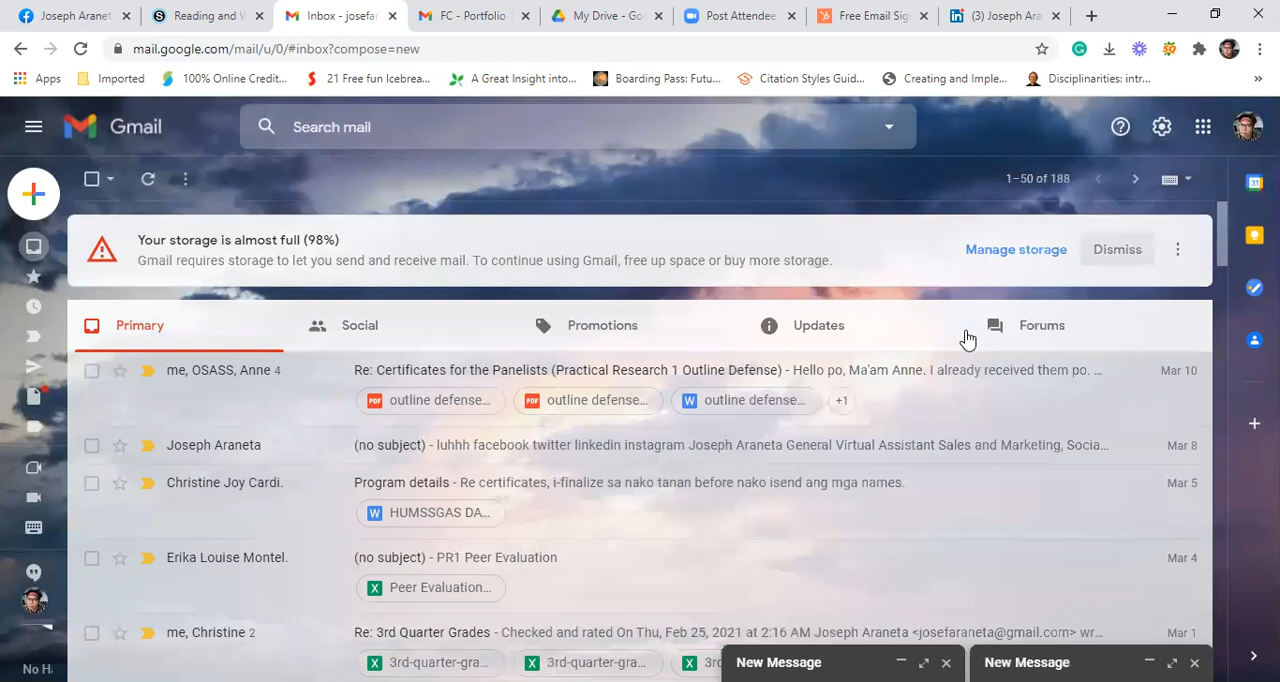 Joseph Aranet
Reading and V
Inbox - josefar
FC - Portfolio 1
My Drive - Goo
Post Attendee
Free Email Sig
(3) Joseph Ara
mail.google.com/mail/u/0/#inbox?compose=new
Apps
Imported
100% Online Credit...
21 Free fun Icebrea...
A Great Insight into...
Boarding Pass: Futu...
Citation Styles Guid...
Creating and Imple...
Disciplinarities: intr...
Gmail
Search mail
1–50 of 188
Your storage is almost full (98%)
Gmail requires storage to let you send and receive mail. To continue using Gmail, free up space or buy more storage.
Manage storage
Dismiss
Primary
Social
Promotions
Updates
Forums
me, OSASS, Anne 4
Re: Certificates for the Panelists (Practical Research 1 Outline Defense) - Hello po, Ma'am Anne. I already received them po. ...
Mar 10
PDF outline defense...
PDF outline defense...
W outline defense...
+1
Joseph Araneta
(no subject) - luhhh facebook twitter linkedin instagram Joseph Araneta General Virtual Assistant Sales and Marketing, Socia...
Mar 8
Christine Joy Cardi.
Program details - Re certificates, i-finalize sa nako tanan before nako isend ang mga names.
Mar 5
W HUMSSGAS DA...
Erika Louise Montel.
(no subject) - PR1 Peer Evaluation
Mar 4
X Peer Evaluation...
me, Christine 2
Re: 3rd Quarter Grades - Checked and rated On Thu, Feb 25, 2021 at 2:16 AM Joseph Araneta <josefaraneta@gmail.com> wr...
Mar 1
X 3rd-quarter-gra...
X 3rd-quarter-gra...
X 3rd
New Message
New Message
31
No H